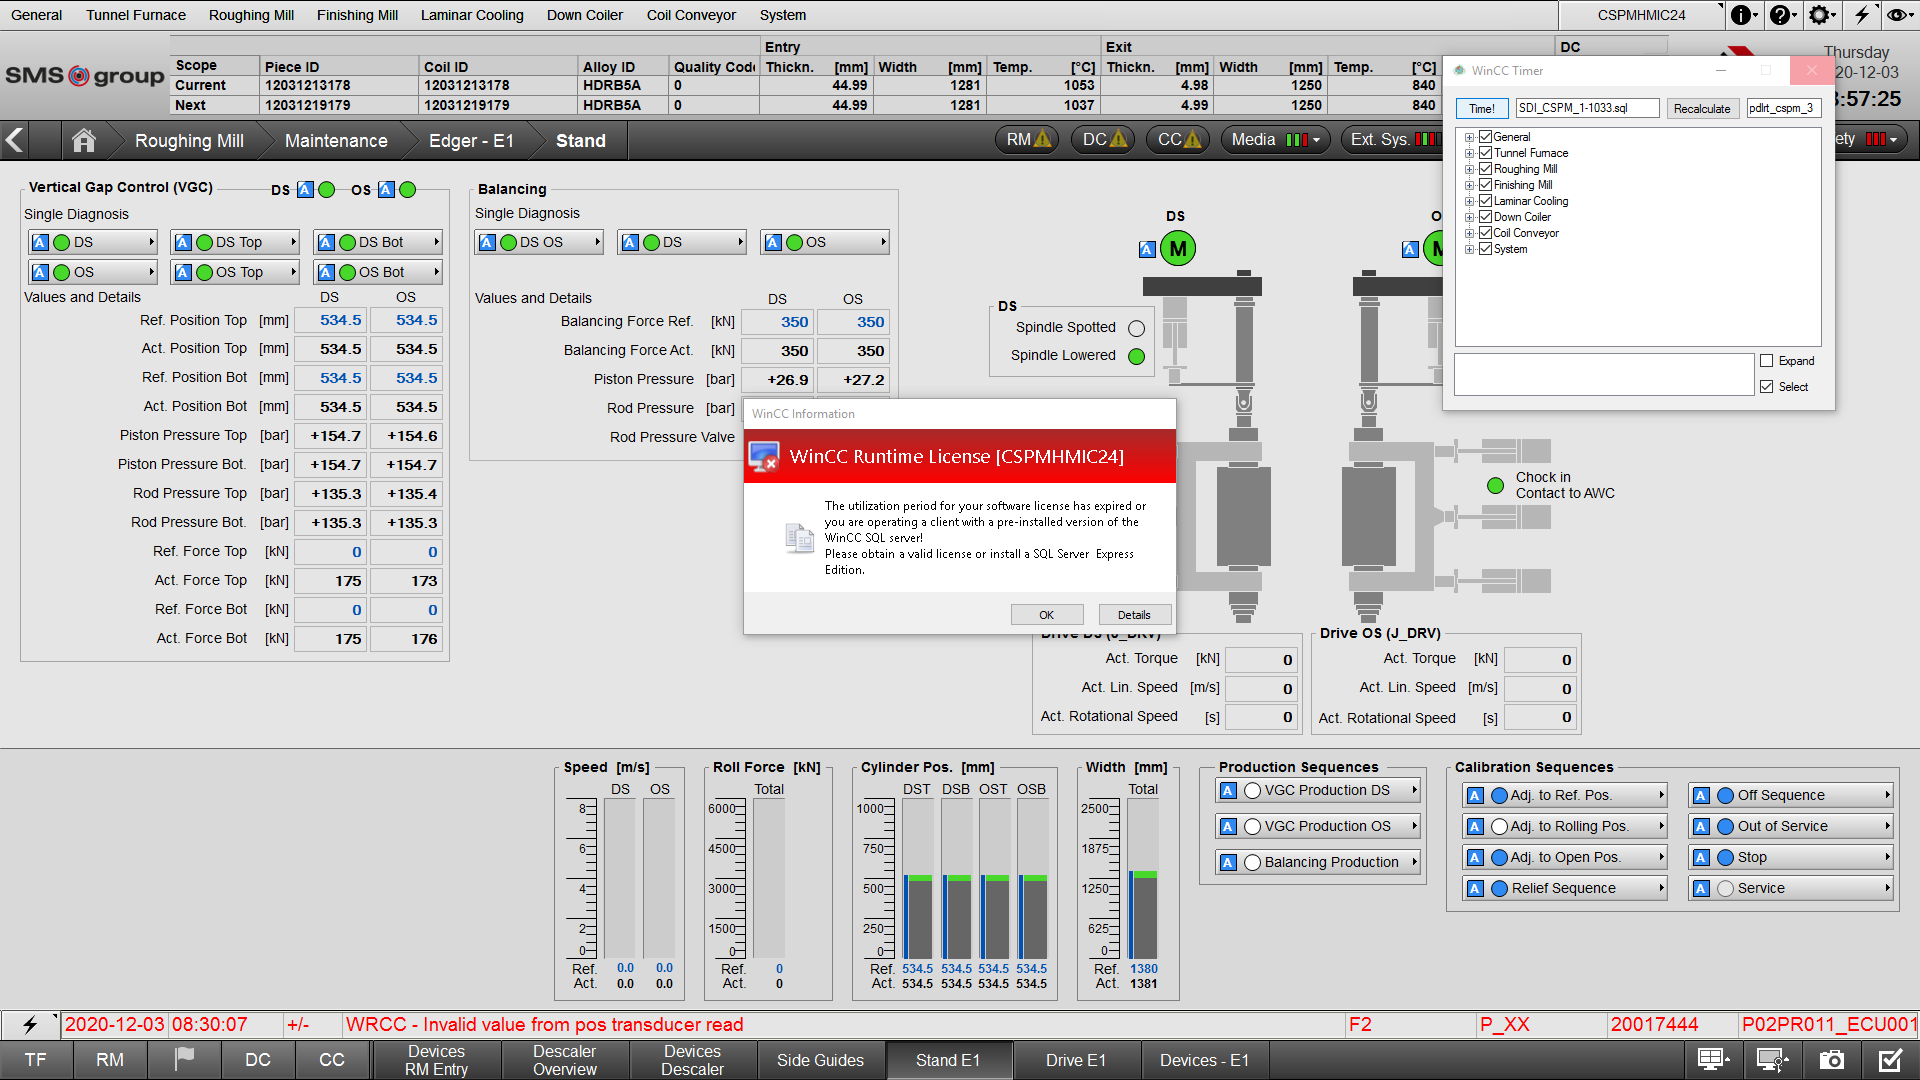 General Tunnel Furnace Roughing Mill Finishing Mill Laminar Cooling Down Coiler Coil Conveyor System CSPMHMIC24
SMS group
Entry Exit DC
Scope Piece ID Coil ID Alloy ID Quality Code Thickn. [mm] Width [mm] Temp. [°C] Thickn. [mm] Width [mm] Temp. [°C]
Current 12031213178 12031213178 HDRB5A 0 44.99 1281 1053 4.98 1250 840
Next 12031219179 12031219179 HDRB5A 0 44.99 1281 1037 4.99 1250 840
Thursday
20-12-03
:57:25
Roughing Mill Maintenance Edger - E1 Stand RM DC CC Media Ext. Sys. ety
WinCC Timer
Time! SDI_CSPM_1-1033.sql Recalculate pdlrt_cspm_3
General
Tunnel Furnace
Roughing Mill
Finishing Mill
Laminar Cooling
Down Coiler
Coil Conveyor
System
Expand
Select
Vertical Gap Control (VGC) DS A OS A
Single Diagnosis
A DS A DS Top A DS Bot
A OS A OS Top A OS Bot
Values and Details DS OS
Ref. Position Top [mm] 534.5 534.5
Act. Position Top [mm] 534.5 534.5
Ref. Position Bot [mm] 534.5 534.5
Act. Position Bot [mm] 534.5 534.5
Piston Pressure Top [bar] +154.7 +154.6
Piston Pressure Bot. [bar] +154.7 +154.7
Rod Pressure Top [bar] +135.3 +135.4
Rod Pressure Bot. [bar] +135.3 +135.3
Ref. Force Top [kN] 0 0
Act. Force Top [kN] 175 173
Ref. Force Bot [kN] 0 0
Act. Force Bot [kN] 175 176
Balancing
Single Diagnosis
A DS OS A DS A OS
Values and Details DS OS
Balancing Force Ref. [kN] 350 350
Balancing Force Act. [kN] 350 350
Piston Pressure [bar] +26.9 +27.2
Rod Pressure [bar]
Rod Pressure Valve
DS O
A M A M
DS
Spindle Spotted
Spindle Lowered
Chock in
Contact to AWC
WinCC Information
WinCC Runtime License [CSPMHMIC24]
The utilization period for your software license has expired or
you are operating a client with a pre-installed version of the
WinCC SQL server!
Please obtain a valid license or install a SQL Server Express
Edition.
OK Details
Drive DS (J_DRV)
Act. Torque [kN] 0
Act. Lin. Speed [m/s] 0
Act. Rotational Speed [s] 0
Drive OS (J_DRV)
Act. Torque [kN] 0
Act. Lin. Speed [m/s] 0
Act. Rotational Speed [s] 0
Speed [m/s]
DS OS
8
6
4
2
0
Ref. 0.0 0.0
Act. 0.0 0.0
Roll Force [kN]
Total
6000
4500
3000
1500
0
Ref. 0
Act. 0
Cylinder Pos. [mm]
DST DSB OST OSB
1000
750
500
250
0
Ref. 534.5 534.5 534.5 534.5
Act. 534.5 534.5 534.5 534.5
Width [mm]
Total
2500
1875
1250
625
0
Ref. 1380
Act. 1381
Production Sequences
A VGC Production DS
A VGC Production OS
A Balancing Production
Calibration Sequences
A Adj. to Ref. Pos. A Off Sequence
A Adj. to Rolling Pos. A Out of Service
A Adj. to Open Pos. A Stop
A Relief Sequence A Service
2020-12-03 08:30:07 +/- WRCC - Invalid value from pos transducer read F2 P_XX 20017444 P02PR011_ECU001
TF RM DC CC Devices RM Entry Descaler Overview Devices Descaler Side Guides Stand E1 Drive E1 Devices - E1